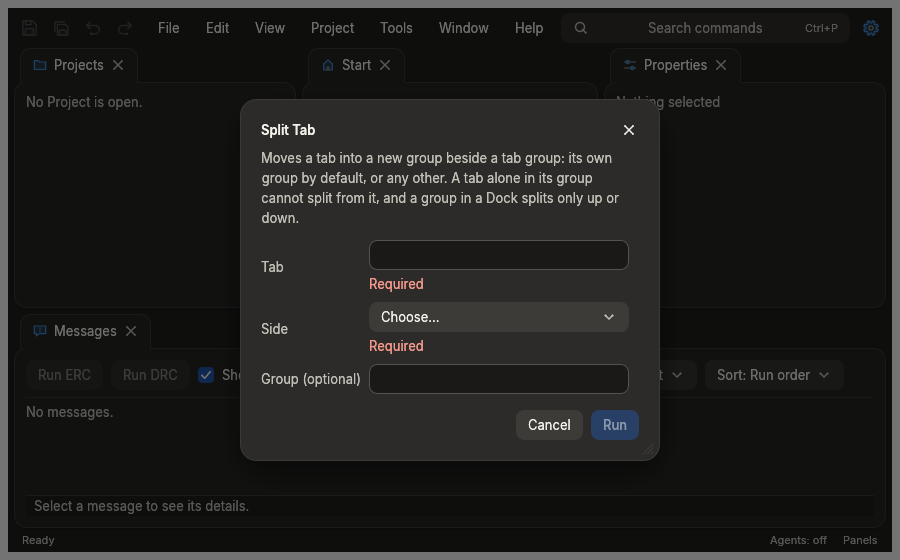 File Edit View Project Tools Window Help Search commands Ctrl+P
Projects Start Properties
No Project is open.
Nothing selected
Split Tab
Moves a tab into a new group beside a tab group: its own
group by default, or any other. A tab alone in its group
cannot split from it, and a group in a Dock splits only up or
down.
Tab
Required
Side Choose...
Required
Group (optional)
Cancel Run
Messages
Run ERC Run DRC Sort: Run order
No messages.
Select a message to see its details.
Ready Agents: off Panels